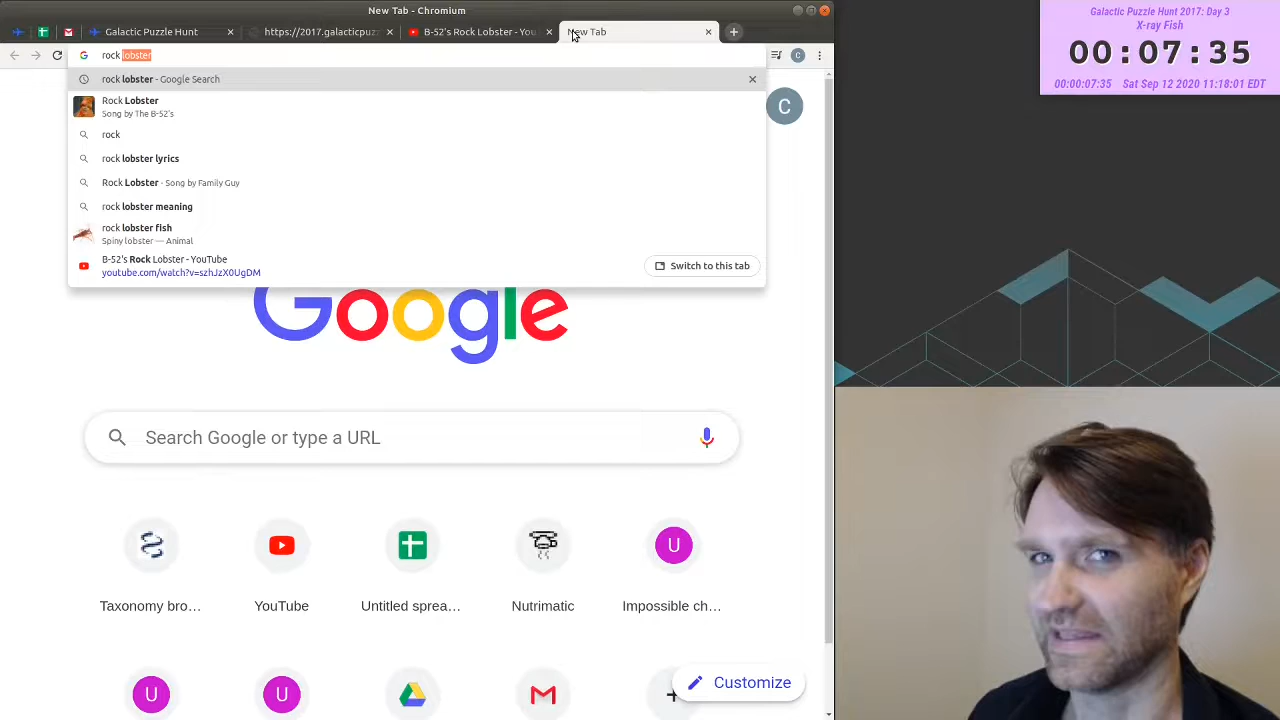 New Tab - Chromium
Galactic Puzzle Hunt
https://2017.galacticpuzz
B-52's Rock Lobster - You
New Tab
rock lobster
rock lobster - Google Search
Rock Lobster
Song by The B-52's
rock
rock lobster lyrics
Rock Lobster - Song by Family Guy
rock lobster meaning
rock lobster fish
Spiny lobster — Animal
B-52's Rock Lobster - YouTube
youtube.com/watch?v=szhJzX0UgDM
Switch to this tab
C
Google
Search Google or type a URL
U
Taxonomy bro...
YouTube
Untitled sprea...
Nutrimatic
Impossible ch...
U
U
Customize
Galactic Puzzle Hunt 2017: Day 3
X-ray Fish
00:07:35
00:00:07:35 Sat Sep 12 2020 11:18:01 EDT